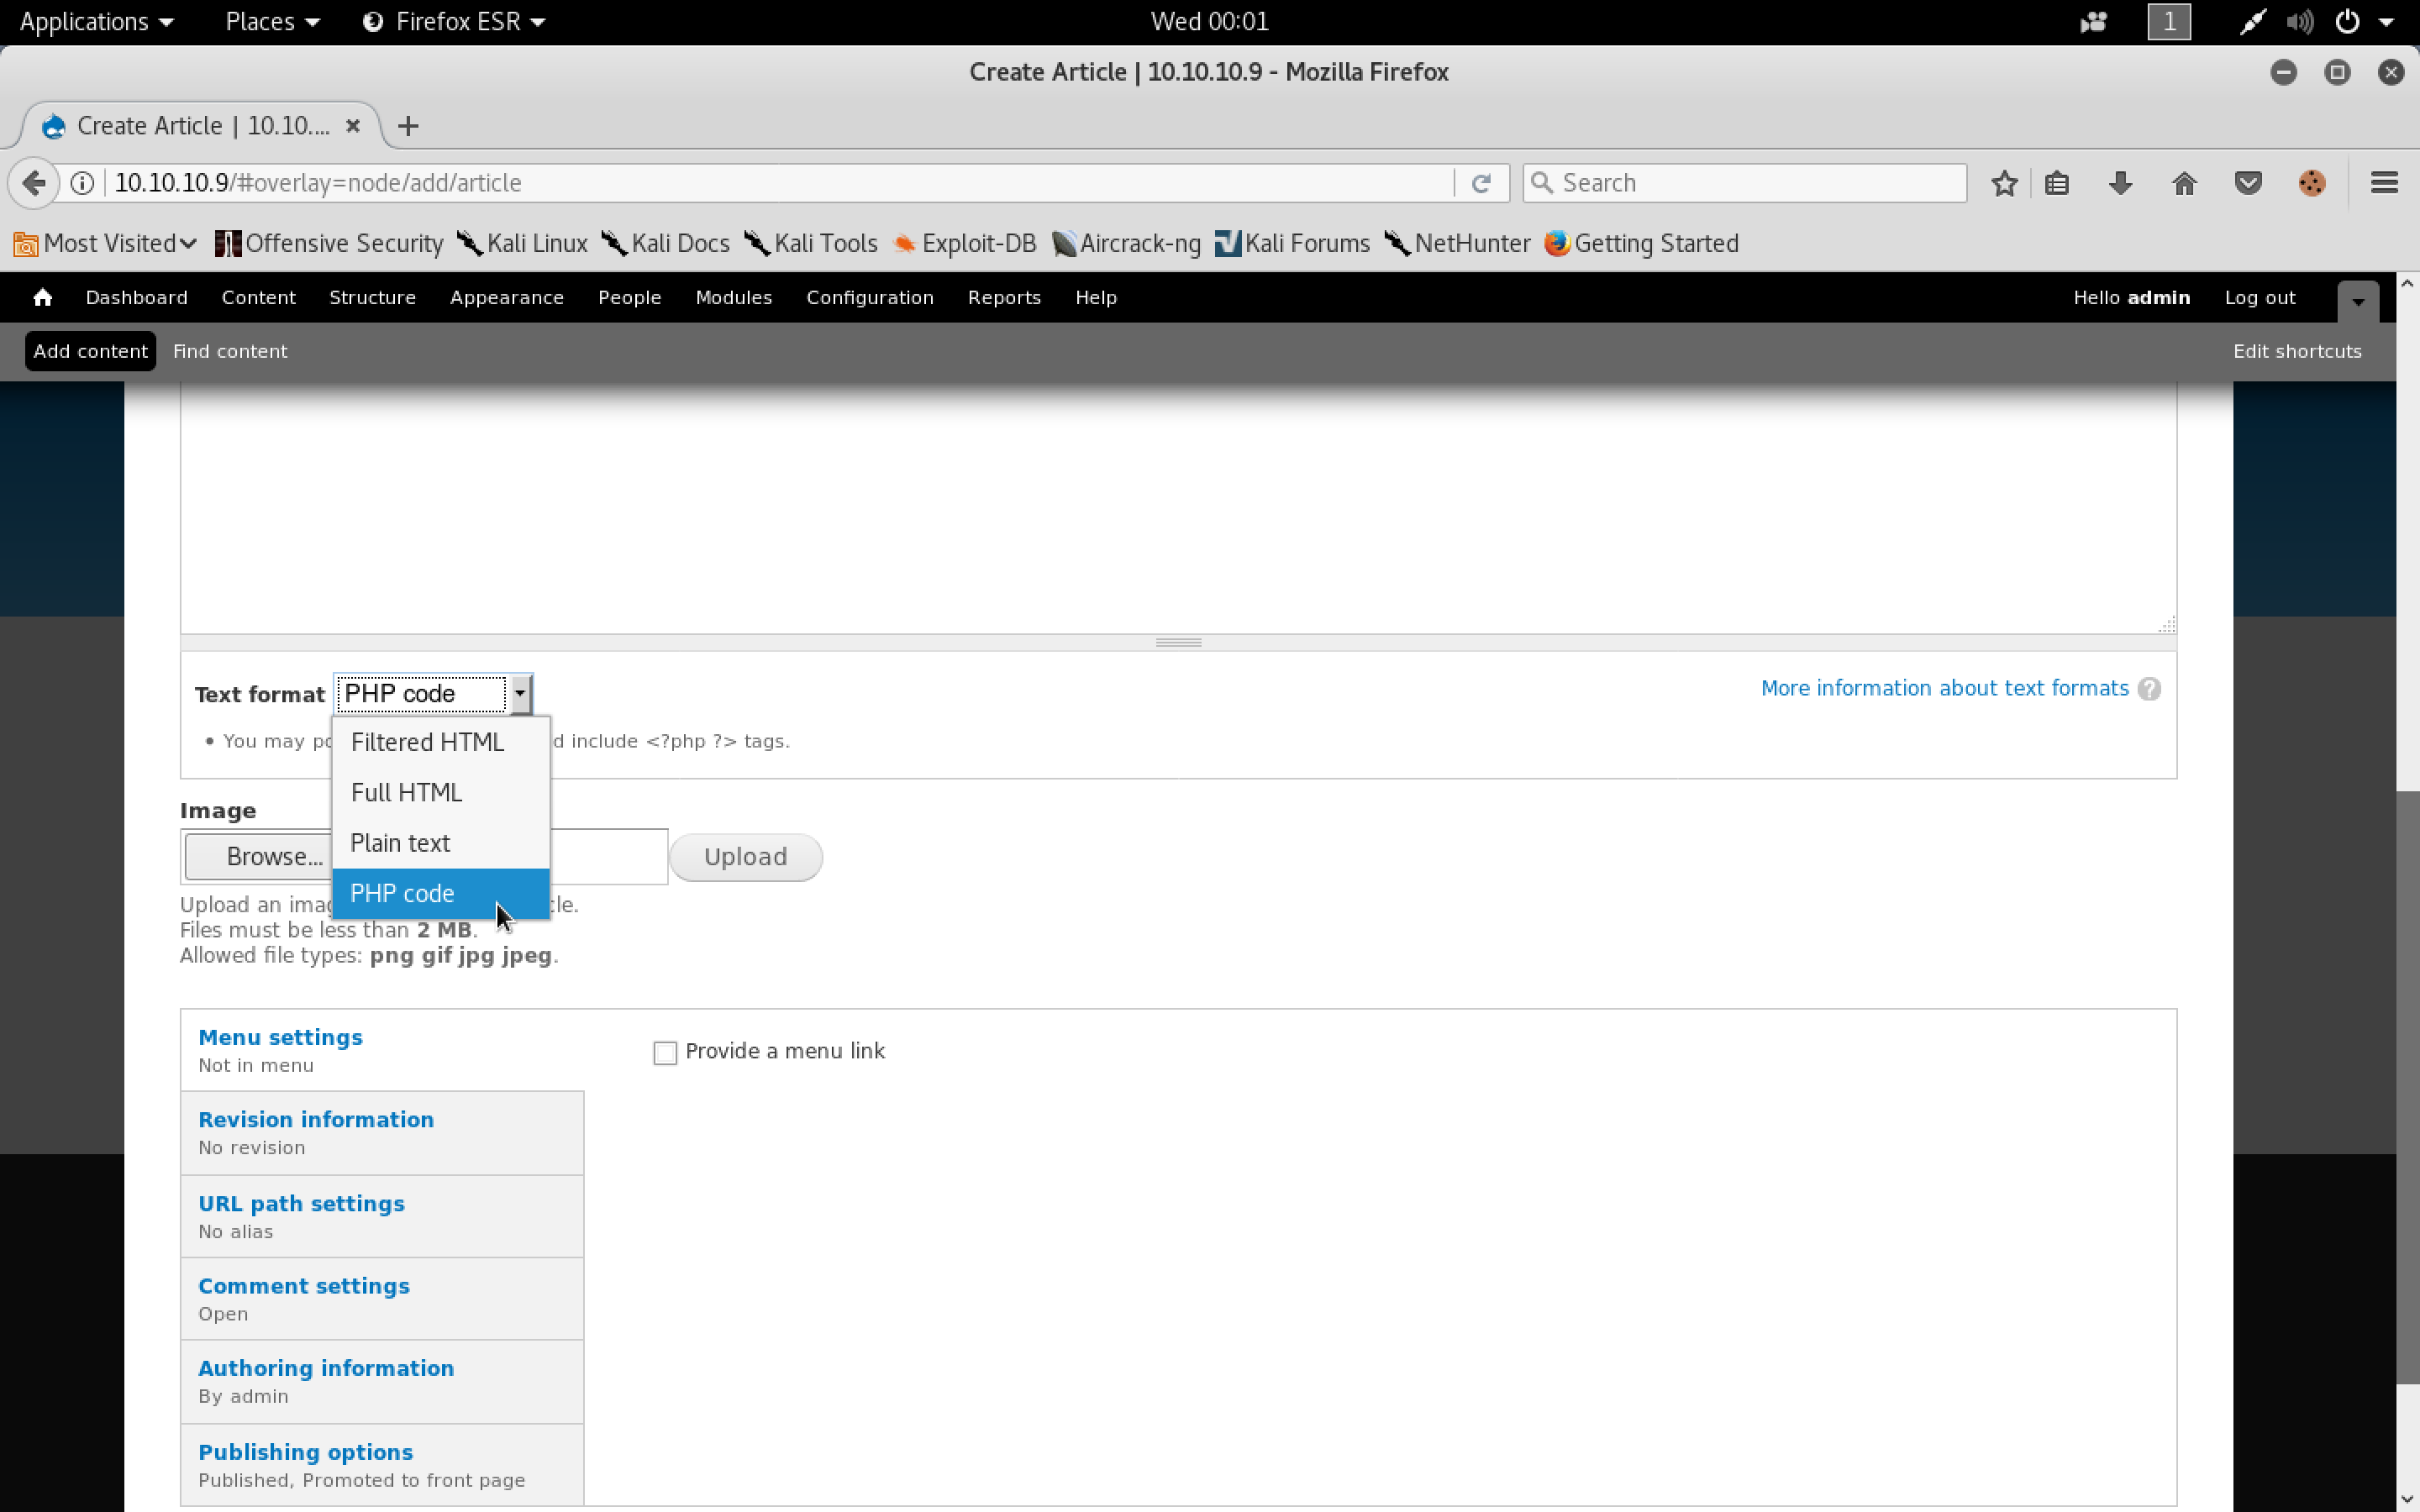 Applications Places Firefox ESR Wed 00:01 1
Create Article | 10.10.10.9 - Mozilla Firefox
Create Article | 10.10....
10.10.10.9/#overlay=node/add/article Search
Most Visited Offensive Security Kali Linux Kali Docs Kali Tools Exploit-DB Aircrack-ng Kali Forums NetHunter Getting Started
Dashboard Content Structure Appearance People Modules Configuration Reports Help Hello admin Log out
Add content Find content Edit shortcuts
Text format PHP code More information about text formats ?
• You may po d include <?php ?> tags.
Filtered HTML
Full HTML
Plain text
PHP code
Image
Browse... Upload
Upload an imag cle.
Files must be less than 2 MB.
Allowed file types: png gif jpg jpeg.
Menu settings
Not in menu
Provide a menu link
Revision information
No revision
URL path settings
No alias
Comment settings
Open
Authoring information
By admin
Publishing options
Published, Promoted to front page